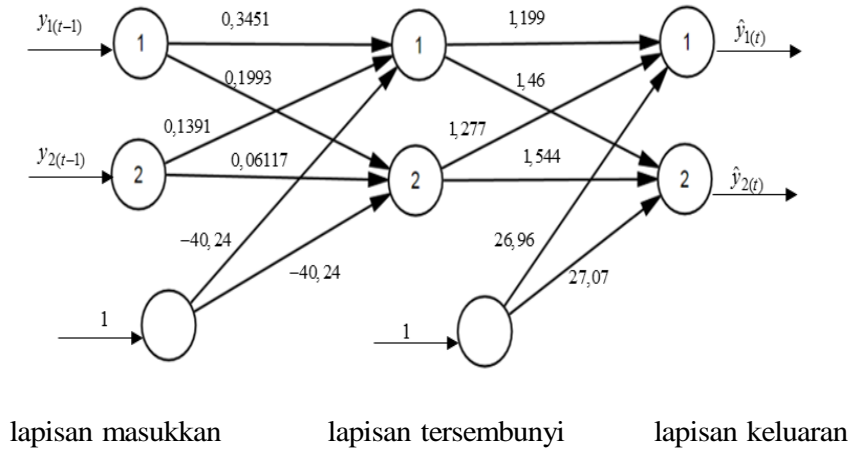 y1(t−1)
1
0,3451
1
1,199
1
ŷ1(t)
0,1993
1,46
0,1391
1,277
y2(t−1)
2
0,06117
2
1,544
2
ŷ2(t)
−40,24
26,96
−40,24
27,07
1
1
lapisan masukkan
lapisan tersembunyi
lapisan keluaran